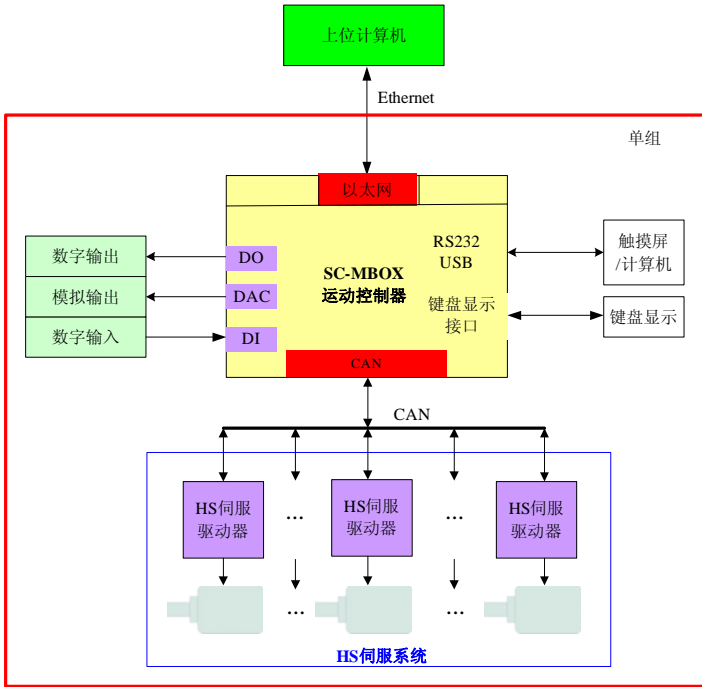 上位计算机
Ethernet
单组
以太网
数字输出
模拟输出
数字输入
DO
DAC
DI
SC-MBOX
运动控制器
RS232
USB
键盘显示
接口
触摸屏
/计算机
键盘显示
CAN
CAN
HS伺服
驱动器
...
HS伺服
驱动器
...
HS伺服
驱动器
...
...
HS伺服系统